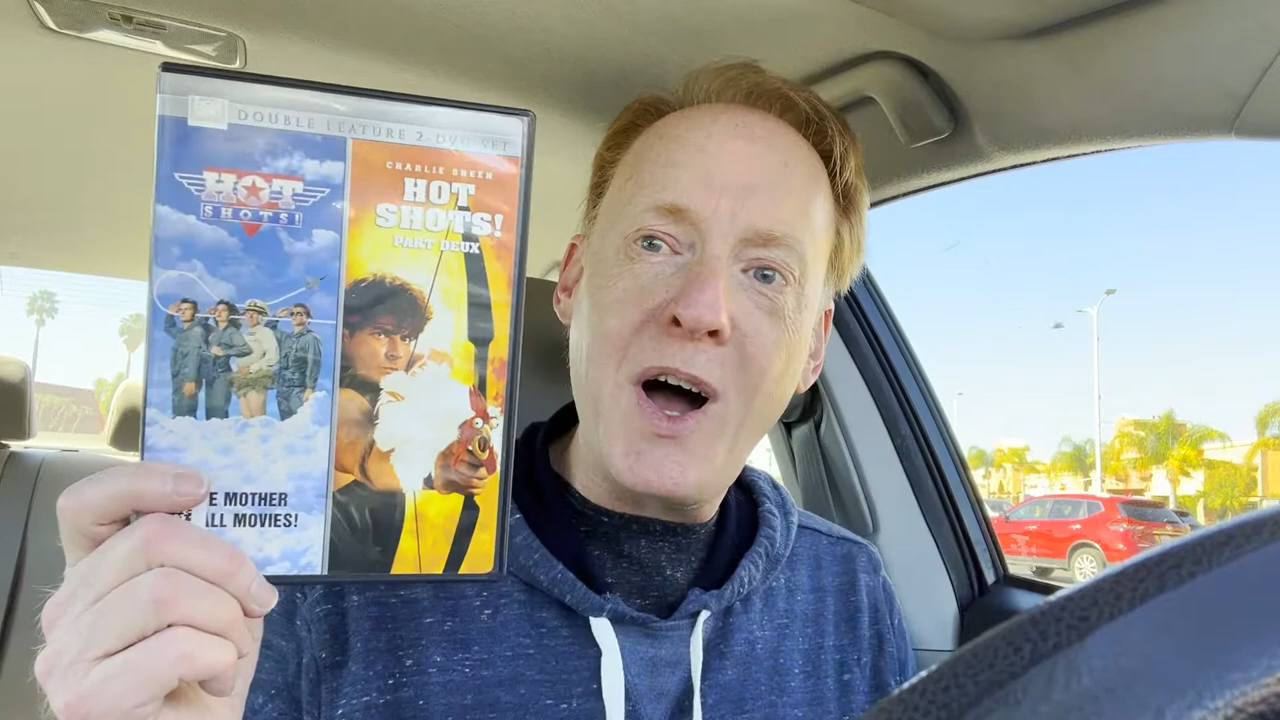 DOUBLE FEATURE 2-DVD SET
HOT
SHOTS!
CHARLIE SHEEN
HOT
SHOTS!
PART DEUX
E MOTHER
ALL MOVIES!